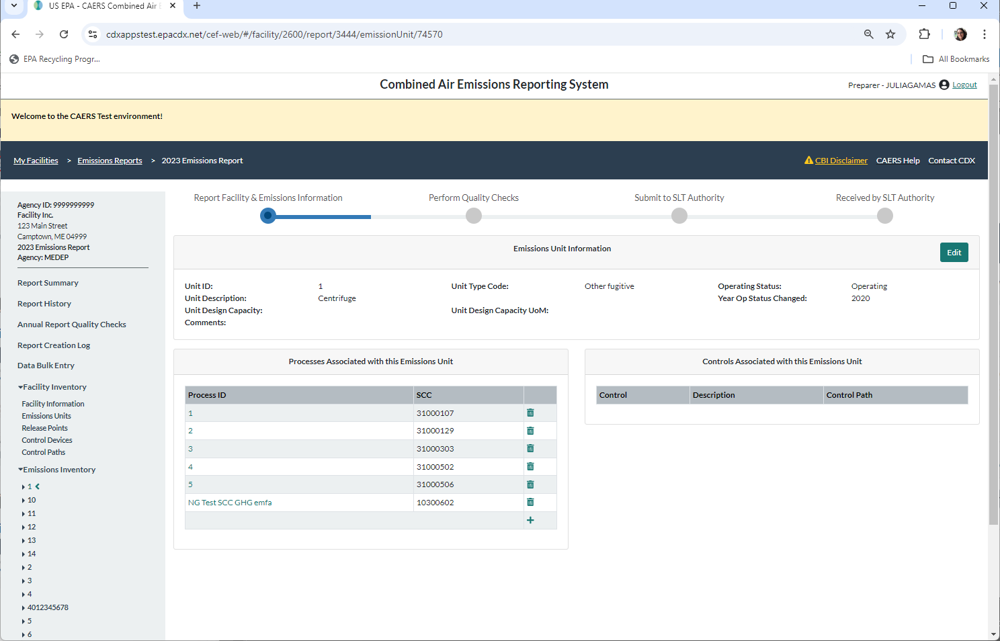 US EPA - CAERS Combined Air E
cdxappstest.epacdx.net/cef-web/#/facility/2600/report/3444/emissionUnit/74570
EPA Recycling Progr...
All Bookmarks
Combined Air Emissions Reporting System
Preparer - JULIAGAMAS Logout
Welcome to the CAERS Test environment!
My Facilities > Emissions Reports > 2023 Emissions Report
CBI Disclaimer CAERS Help Contact CDX
Agency ID: 9999999999
Facility Inc.
123 Main Street
Camptown, ME 04999
2023 Emissions Report
Agency: MEDEP
Report Summary
Report History
Annual Report Quality Checks
Report Creation Log
Data Bulk Entry
Facility Inventory
Facility Information
Emissions Units
Release Points
Control Devices
Control Paths
Emissions Inventory
1
10
11
12
13
14
2
3
4
4012345678
5
6
Report Facility & Emissions Information
Perform Quality Checks
Submit to SLT Authority
Received by SLT Authority
Emissions Unit Information
Edit
Unit ID: 1 Unit Type Code: Other fugitive Operating Status: Operating
Unit Description: Centrifuge Year Op Status Changed: 2020
Unit Design Capacity: Unit Design Capacity UoM:
Comments:
Processes Associated with this Emissions Unit
Process ID SCC
1 31000107
2 31000129
3 31000303
4 31000502
5 31000506
NG Test SCC GHG emfa 10300602
Controls Associated with this Emissions Unit
Control Description Control Path